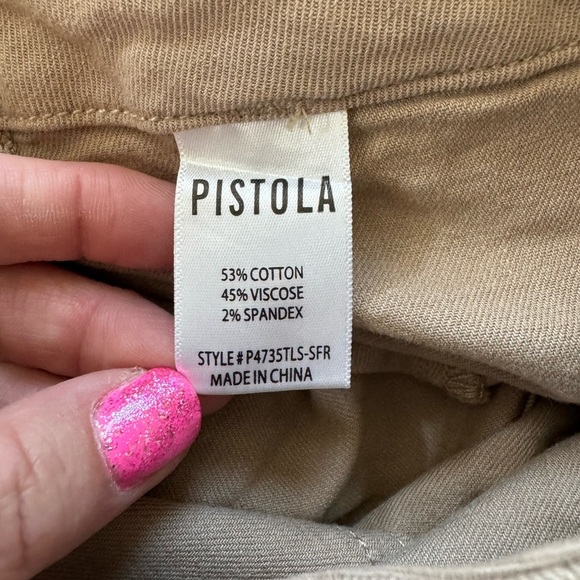 PISTOLA
53% COTTON
45% VISCOSE
2% SPANDEX
STYLE # P4735TLS-SFR
MADE IN CHINA